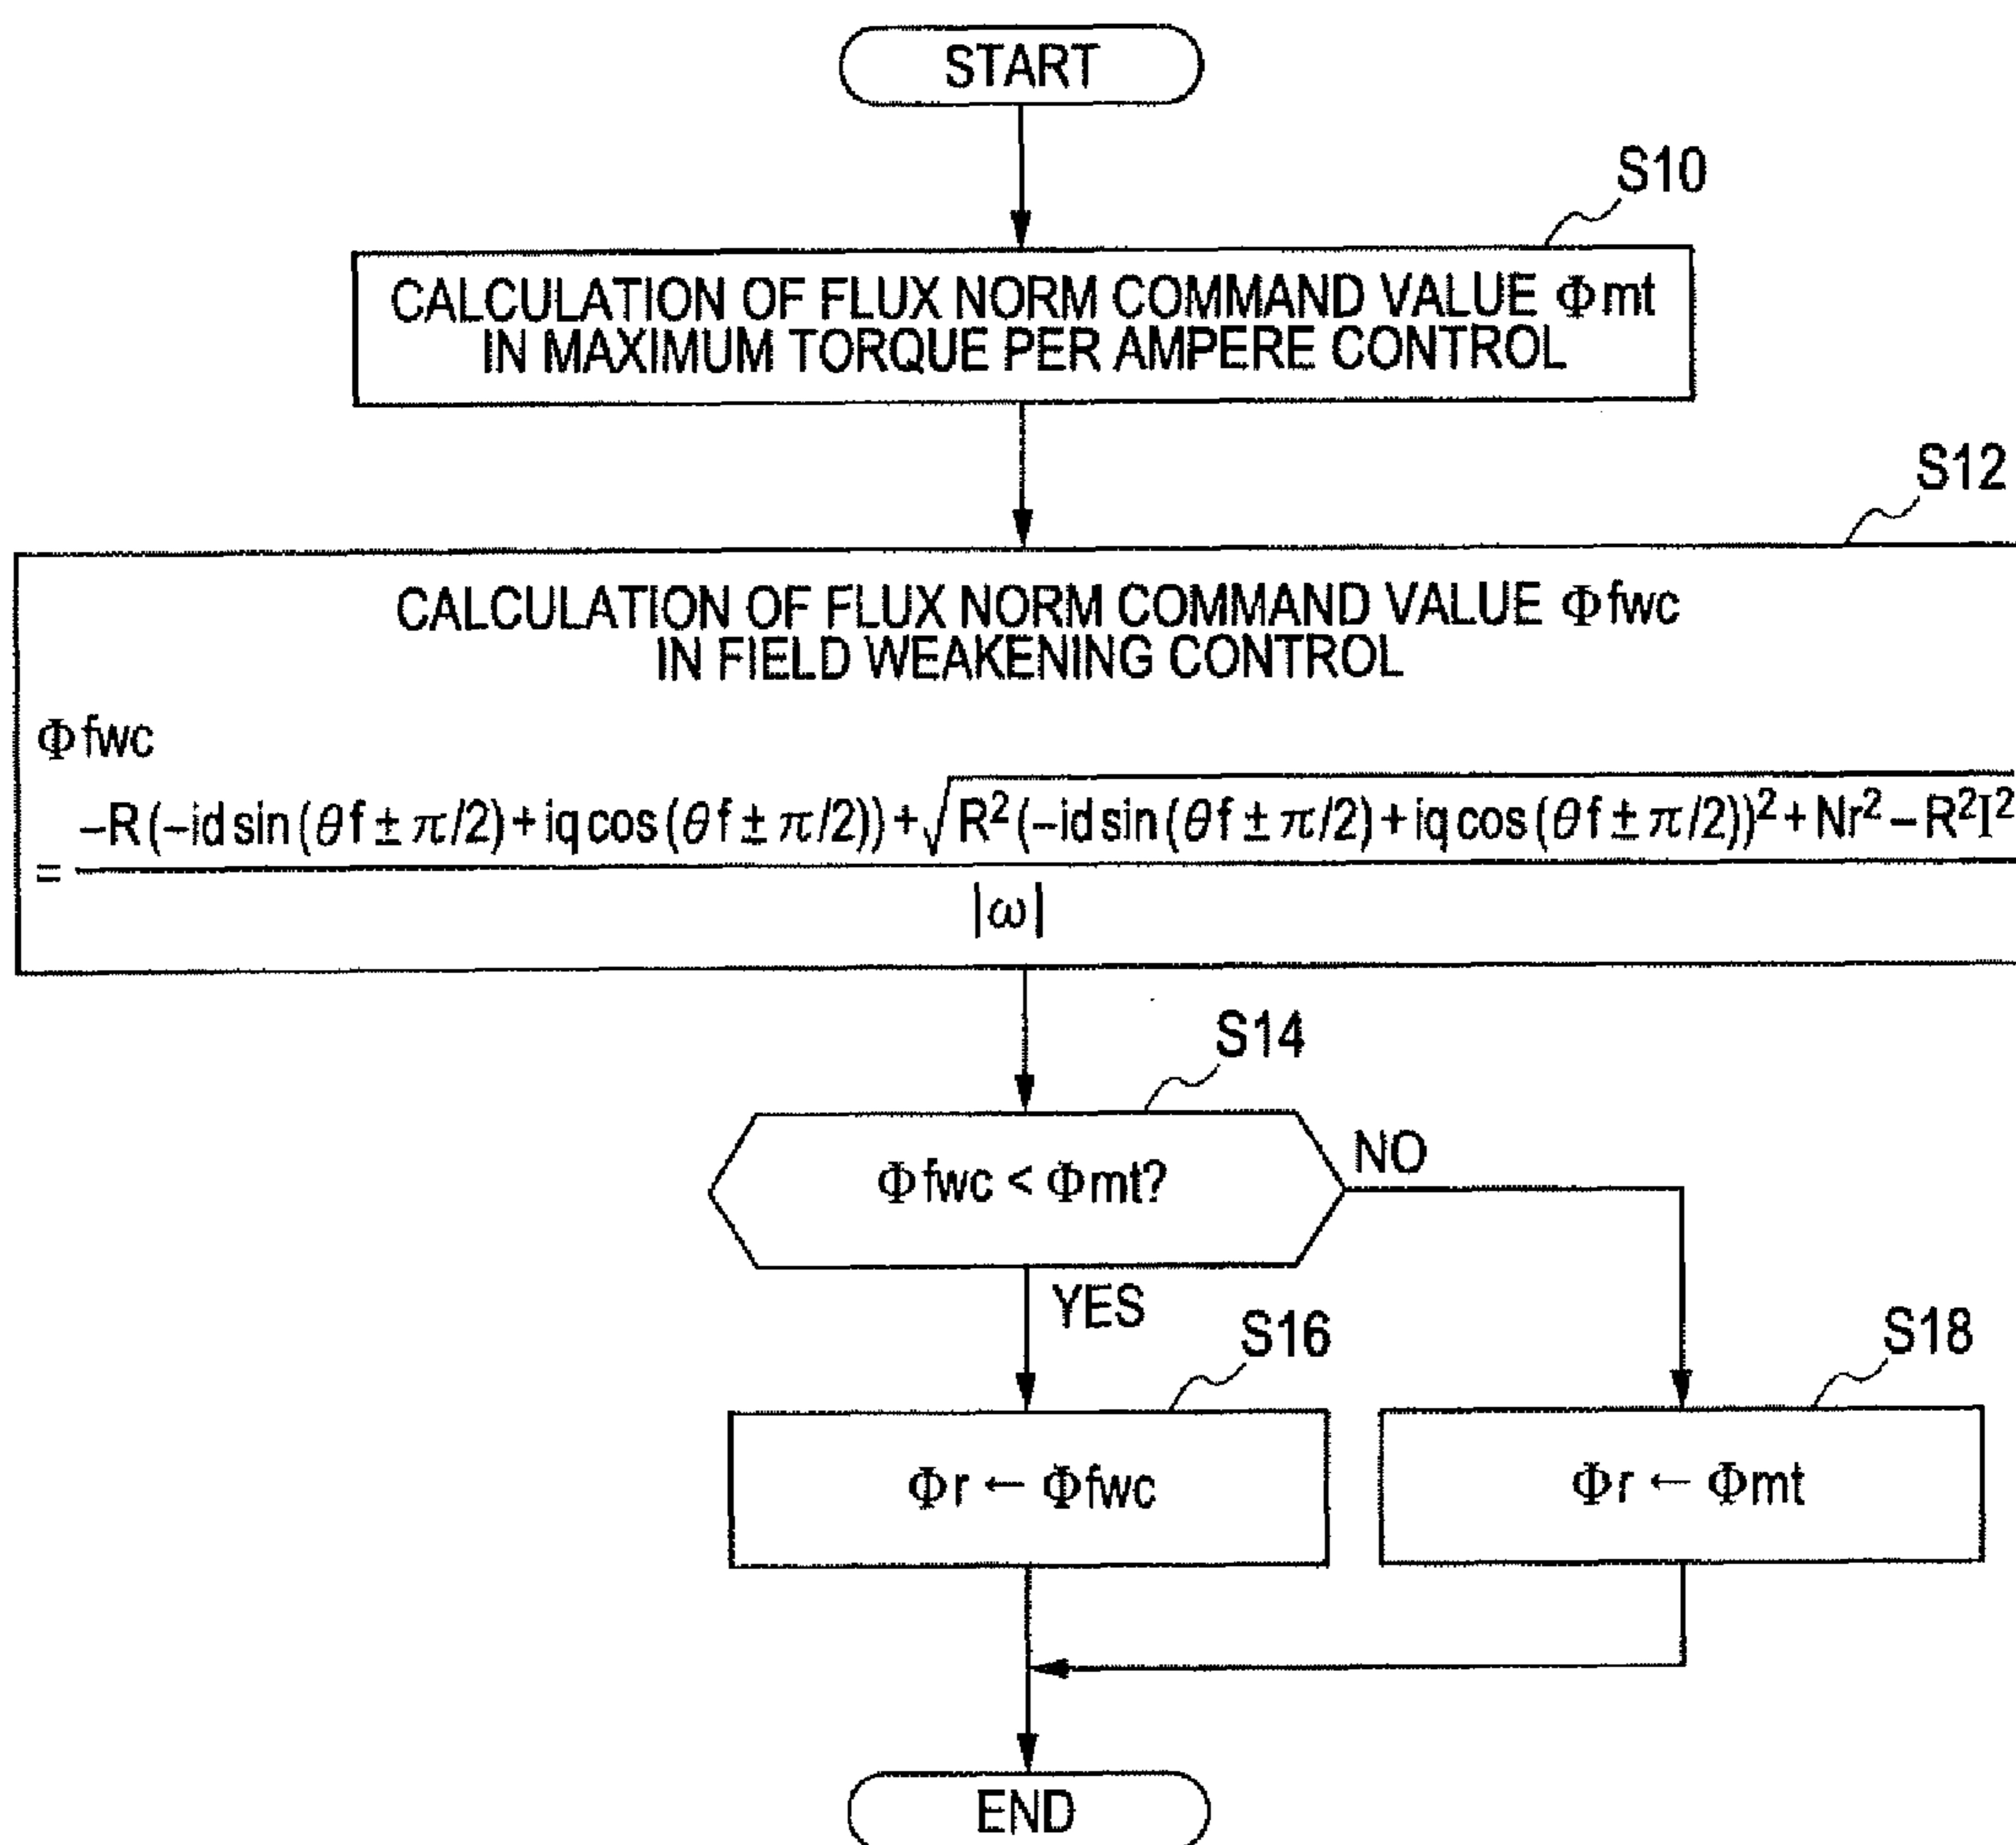 START
S10
CALCULATION OF FLUX NORM COMMAND VALUE Φmt
IN MAXIMUM TORQUE PER AMPERE CONTROL
S12
CALCULATION OF FLUX NORM COMMAND VALUE Φfwc
IN FIELD WEAKENING CONTROL
Φfwc
= −R(−id sin(θf ± π/2) + iq cos(θf ± π/2)) + √R²(−id sin(θf ± π/2) + iq cos(θf ± π/2))² + Nr² − R²I²
|ω|
S14
Φfwc < Φmt?
NO
YES
S16
S18
Φr ← Φfwc
Φr ← Φmt
END